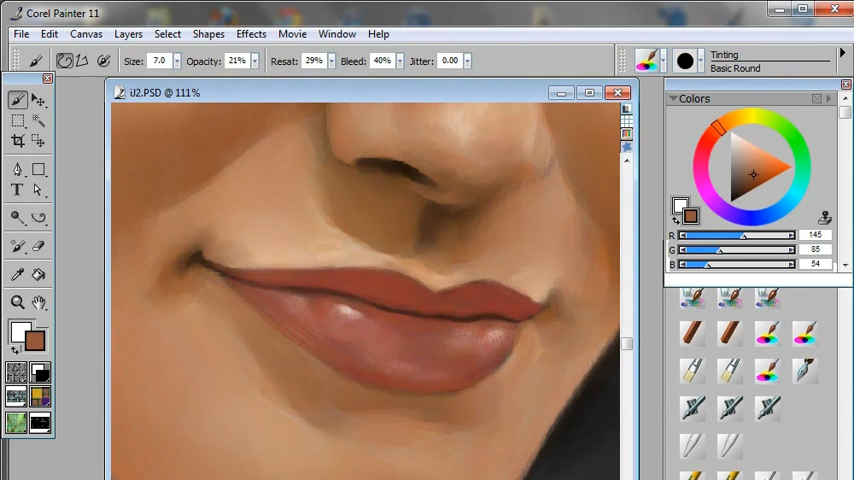 Corel Painter 11
File Edit Canvas Layers Select Shapes Effects Movie Window Help
Size: 7.0 Opacity: 21% Resat: 29% Bleed: 40% Jitter: 0.00
Tinting
Basic Round
iJ2.PSD @ 111%
Colors
R 145
G 85
B 54
T